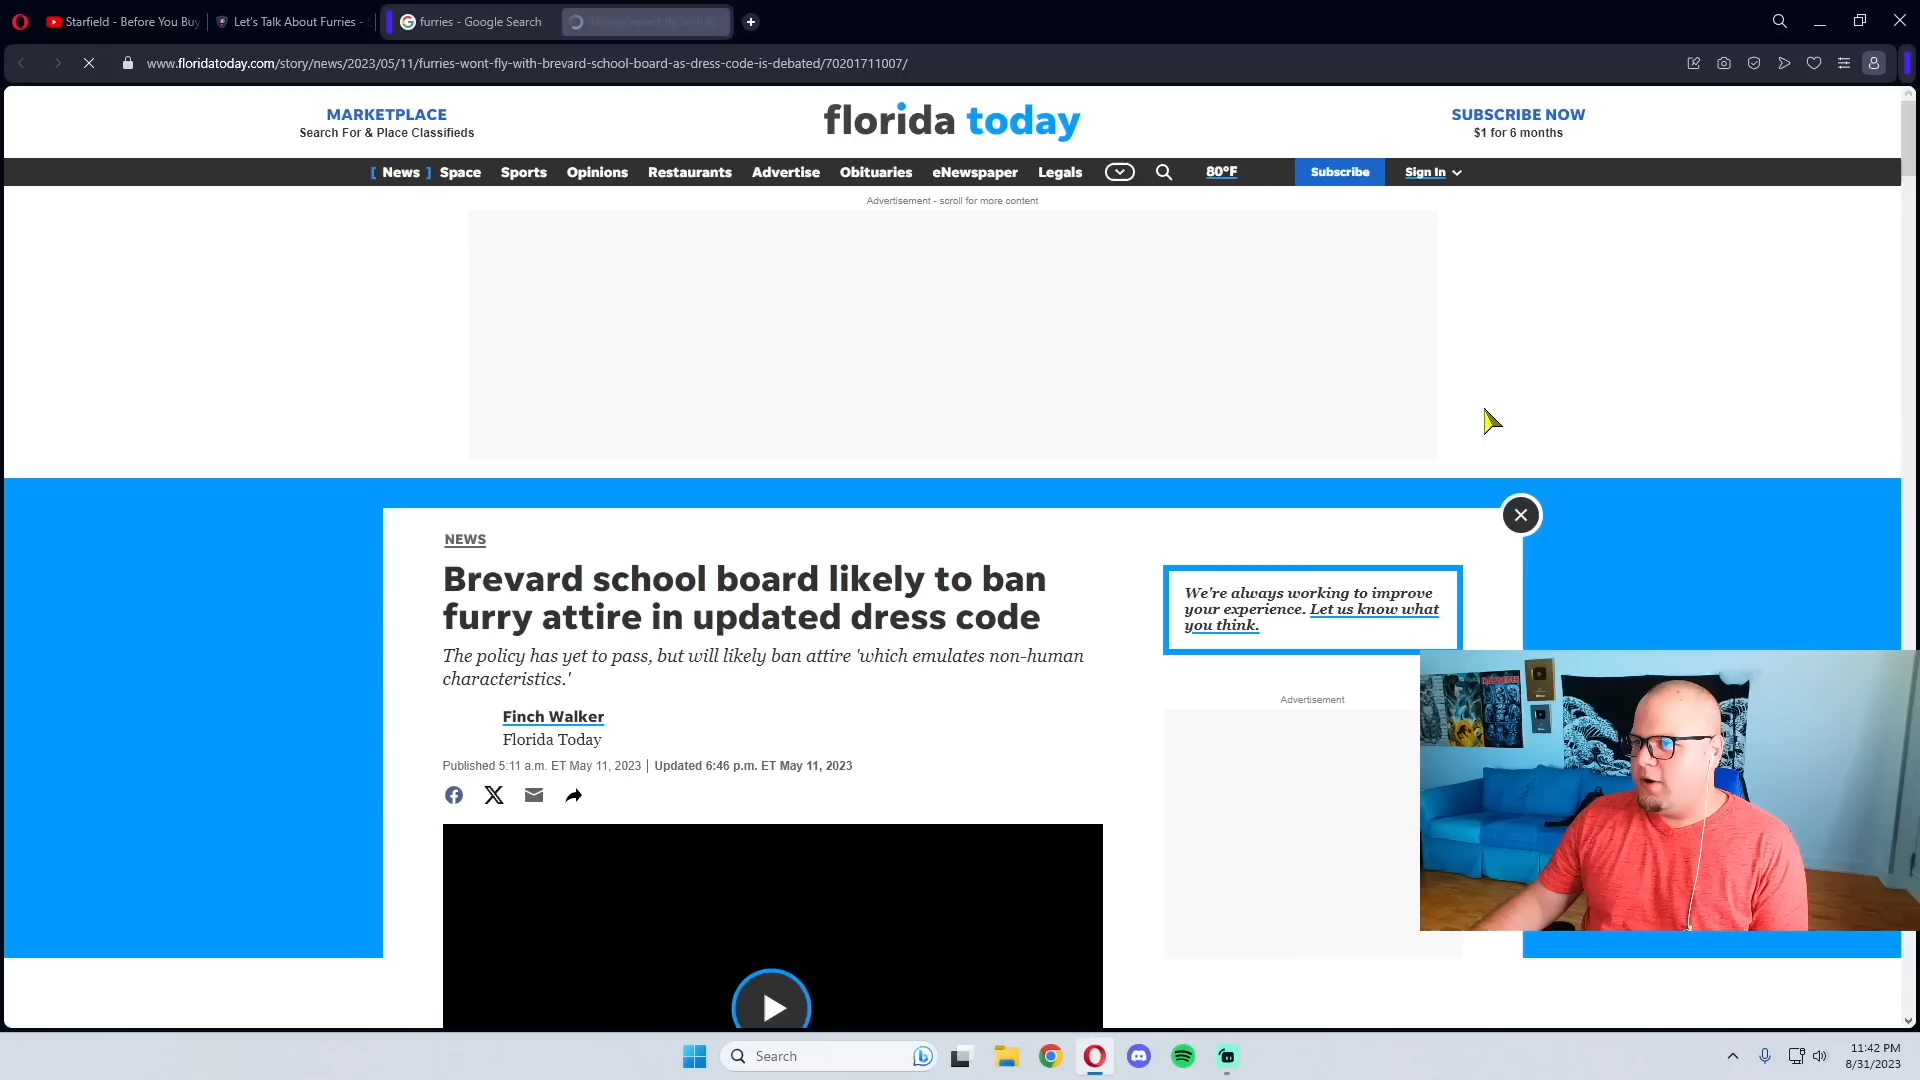 Starfield - Before You Buy
Let's Talk About Furries -
furries - Google Search
www.floridatoday.com/story/news/2023/05/11/furries-wont-fly-with-brevard-school-board-as-dress-code-is-debated/70201711007/
MARKETPLACE
Search For & Place Classifieds
florida today
SUBSCRIBE NOW
$1 for 6 months
[ News ] Space Sports Opinions Restaurants Advertise Obituaries eNewspaper Legals 80°F Subscribe Sign In
Advertisement - scroll for more content
NEWS
Brevard school board likely to ban
furry attire in updated dress code
The policy has yet to pass, but will likely ban attire 'which emulates non-human
characteristics.'
Finch Walker
Florida Today
Published 5:11 a.m. ET May 11, 2023 | Updated 6:46 p.m. ET May 11, 2023
We're always working to improve
your experience. Let us know what
you think.
Advertisement
Search
11:42 PM
8/31/2023